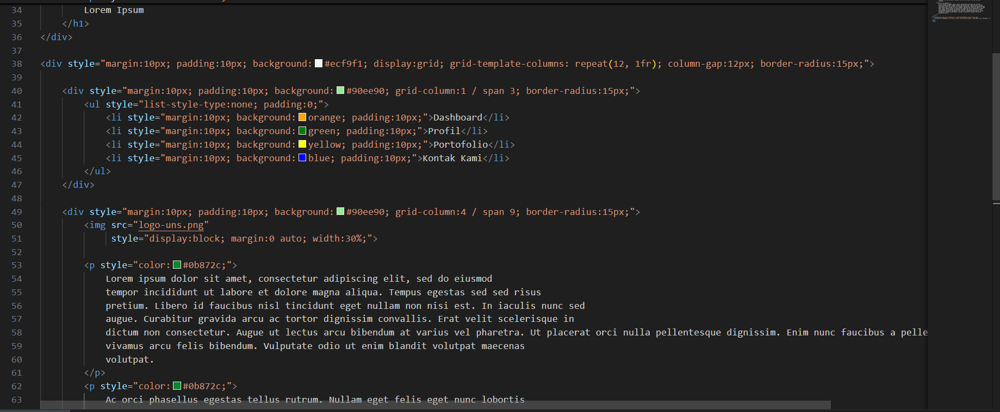 34 Lorem Ipsum
35 </h1>
36 </div>
37
38 <div style="margin:10px; padding:10px; background:#ecf9f1; display:grid; grid-template-columns: repeat(12, 1fr); column-gap:12px; border-radius:15px;">
39
40 <div style="margin:10px; padding:10px; background:#90ee90; grid-column:1 / span 3; border-radius:15px;">
41 <ul style="list-style-type:none; padding:0;">
42 <li style="margin:10px; background:orange; padding:10px;">Dashboard</li>
43 <li style="margin:10px; background:green; padding:10px;">Profil</li>
44 <li style="margin:10px; background:yellow; padding:10px;">Portofolio</li>
45 <li style="margin:10px; background:blue; padding:10px;">Kontak Kami</li>
46 </ul>
47 </div>
48
49 <div style="margin:10px; padding:10px; background:#90ee90; grid-column:4 / span 9; border-radius:15px;">
50 <img src="logo-uns.png"
51 style="display:block; margin:0 auto; width:30%;">
52
53 <p style="color:#0b872c;">
54 Lorem ipsum dolor sit amet, consectetur adipiscing elit, sed do eiusmod
55 tempor incididunt ut labore et dolore magna aliqua. Tempus egestas sed sed risus
56 pretium. Libero id faucibus nisl tincidunt eget nullam non nisi est. In iaculis nunc sed
57 augue. Curabitur gravida arcu ac tortor dignissim convallis. Erat velit scelerisque in
58 dictum non consectetur. Augue ut lectus arcu bibendum at varius vel pharetra. Ut placerat orci nulla pellentesque dignissim. Enim nunc faucibus a pelle
59 vivamus arcu felis bibendum. Vulputate odio ut enim blandit volutpat maecenas
60 volutpat.
61 </p>
62 <p style="color:#0b872c;">
63 Ac orci phasellus egestas tellus rutrum. Nullam eget felis eget nunc lobortis